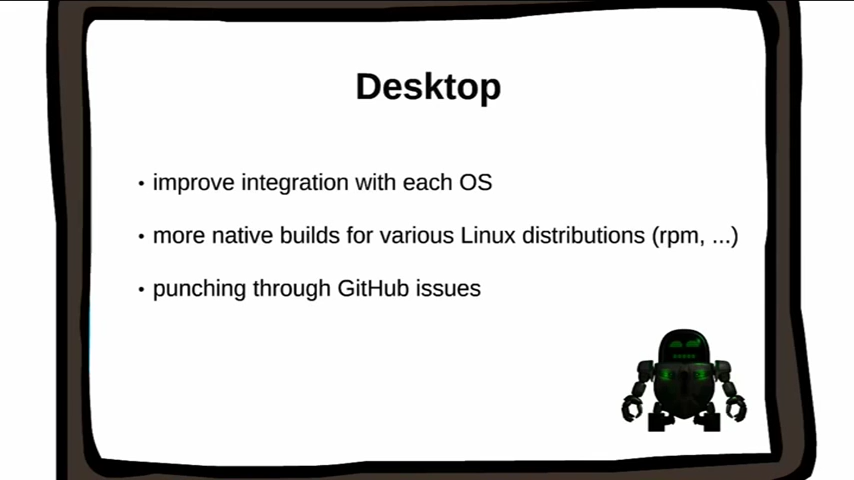 Desktop
• improve integration with each OS
• more native builds for various Linux distributions (rpm, ...)
• punching through GitHub issues